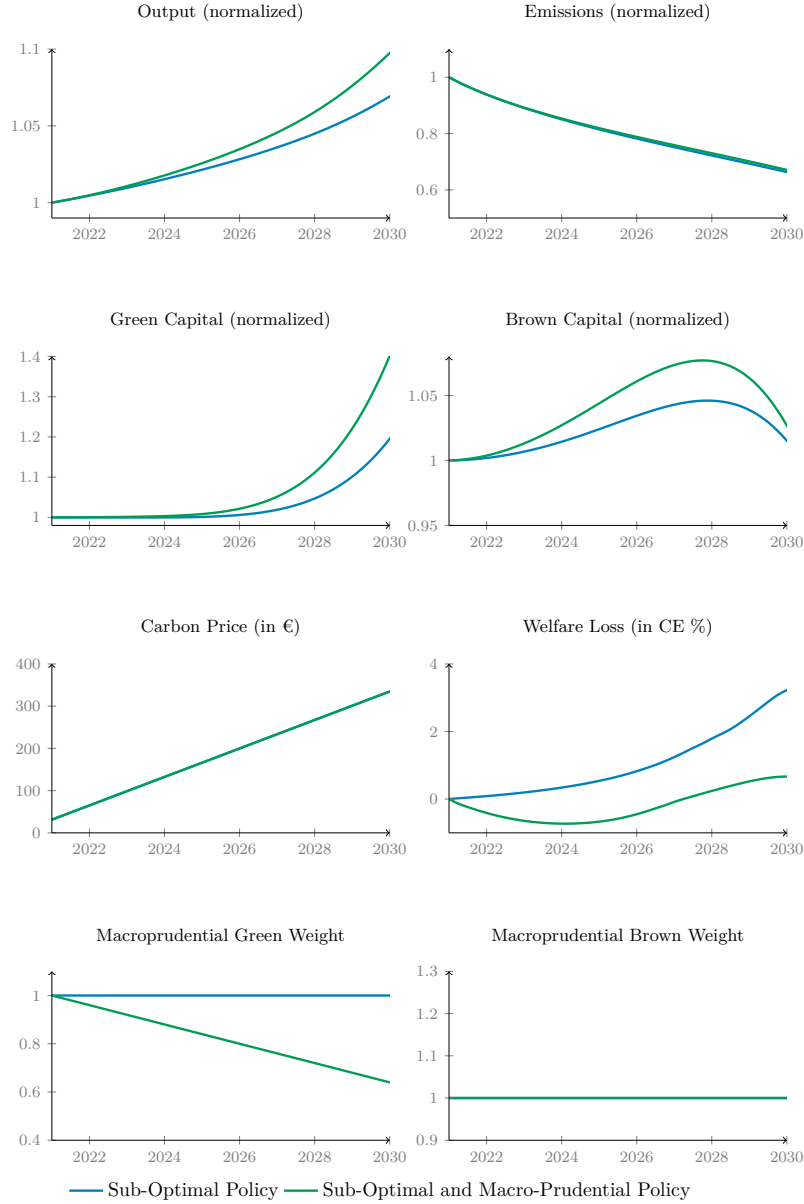 Output (normalized)
1.1
1.05
1
2022 2024 2026 2028 2030
Emissions (normalized)
1
0.8
0.6
2022 2024 2026 2028 2030
Green Capital (normalized)
1.4
1.3
1.2
1.1
1
2022 2024 2026 2028 2030
Brown Capital (normalized)
1.05
1
0.95
2022 2024 2026 2028 2030
Carbon Price (in €)
400
300
200
100
0
2022 2024 2026 2028 2030
Welfare Loss (in CE %)
4
2
0
2022 2024 2026 2028 2030
Macroprudential Green Weight
1
0.8
0.6
0.4
2022 2024 2026 2028 2030
Macroprudential Brown Weight
1.3
1.2
1.1
1
0.9
2022 2024 2026 2028 2030
Sub-Optimal Policy Sub-Optimal and Macro-Prudential Policy